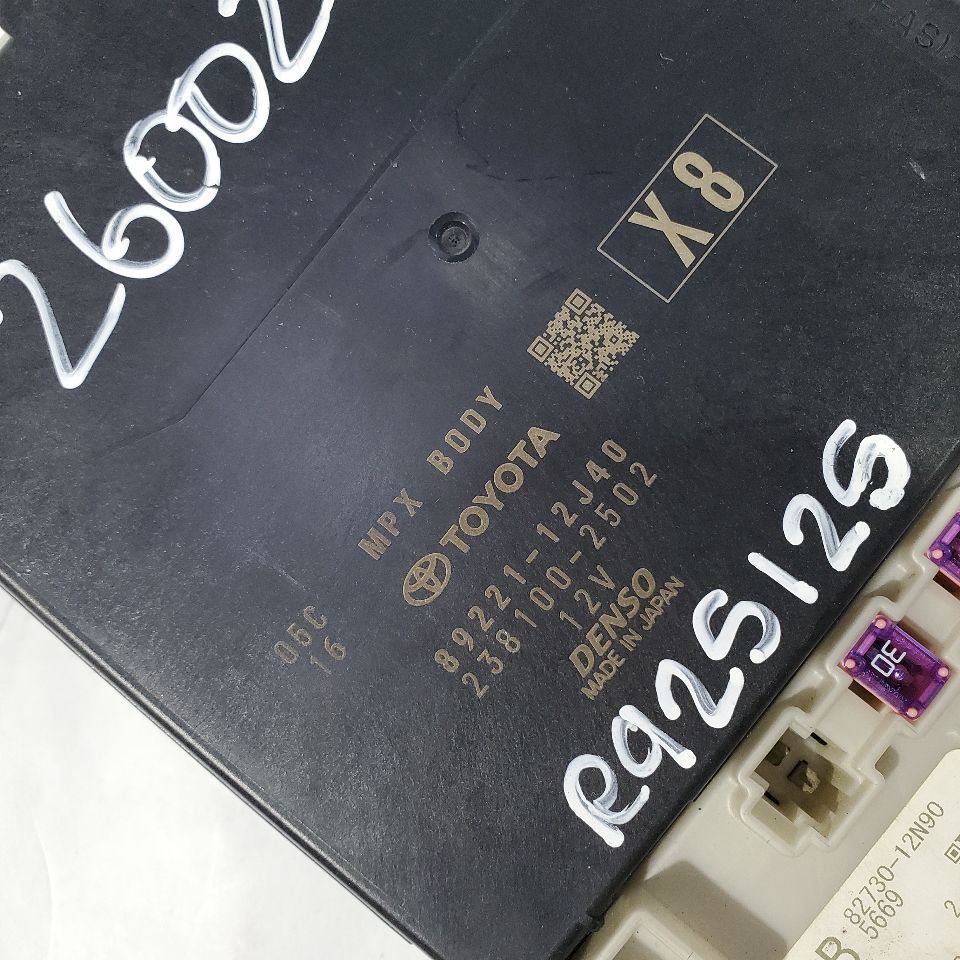 26002
X8
MPX BODY
TOYOTA
89221-12J40
238100-2502
12V
DENSO
MADE IN JAPAN
05C
16
R925125
30
82730-12N90
5669